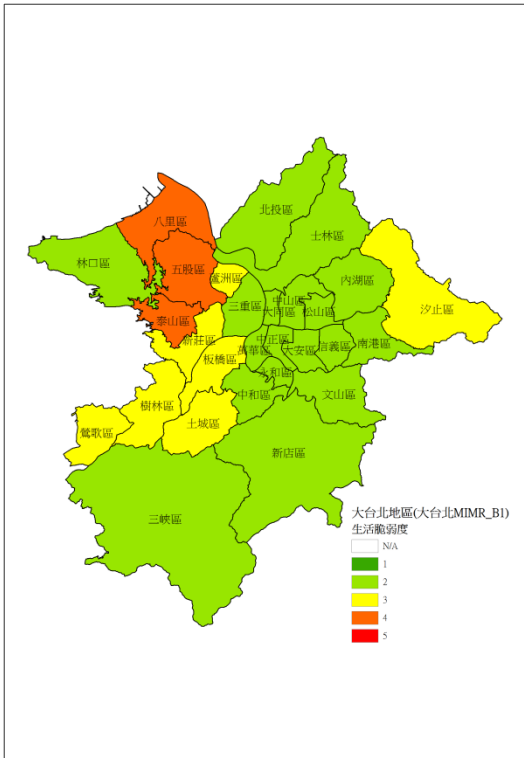 北投區
八里區
士林區
林口區
五股區
蘆洲區
內湖區
汐止區
三重區
中山區
大同區
松山區
泰山區
新莊區
中正區
萬華區
大安區
信義區
南港區
板橋區
永和區
中和區
文山區
樹林區
土城區
鶯歌區
新店區
三峽區
大台北地區(大台北MIMR_B1)
生活脆弱度
N/A
1
2
3
4
5